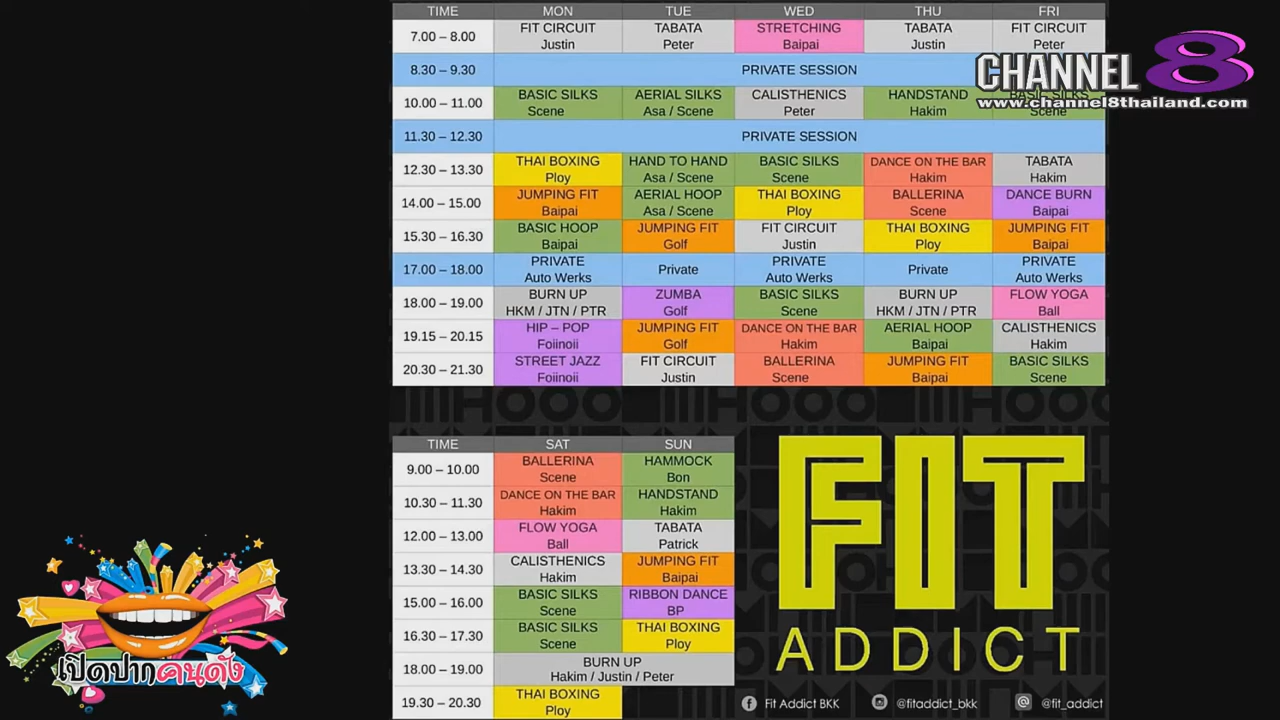 TIME MON TUE WED THU FRI
7.00 – 8.00 FIT CIRCUIT Justin TABATA Peter STRETCHING Baipai TABATA Justin FIT CIRCUIT Peter
8.30 – 9.30 PRIVATE SESSION
10.00 – 11.00 BASIC SILKS Scene AERIAL SILKS Asa / Scene CALISTHENICS Peter HANDSTAND Hakim BASIC SILKS Scene
11.30 – 12.30 PRIVATE SESSION
12.30 – 13.30 THAI BOXING Ploy HAND TO HAND Asa / Scene BASIC SILKS Scene DANCE ON THE BAR Hakim TABATA Hakim
14.00 – 15.00 JUMPING FIT Baipai AERIAL HOOP Asa / Scene THAI BOXING Ploy BALLERINA Scene DANCE BURN Baipai
15.30 – 16.30 BASIC HOOP Baipai JUMPING FIT Golf FIT CIRCUIT Justin THAI BOXING Ploy JUMPING FIT Baipai
17.00 – 18.00 PRIVATE Auto Werks Private PRIVATE Auto Werks Private PRIVATE Auto Werks
18.00 – 19.00 BURN UP HKM / JTN / PTR ZUMBA Golf BASIC SILKS Scene BURN UP HKM / JTN / PTR FLOW YOGA Ball
19.15 – 20.15 HIP – POP Foiinoii JUMPING FIT Golf DANCE ON THE BAR Hakim AERIAL HOOP Baipai CALISTHENICS Hakim
20.30 – 21.30 STREET JAZZ Foiinoii FIT CIRCUIT Justin BALLERINA Scene JUMPING FIT Baipai BASIC SILKS Scene
CHANNEL 8
www.channel8thailand.com
TIME SAT SUN
9.00 – 10.00 BALLERINA Scene HAMMOCK Bon
10.30 – 11.30 DANCE ON THE BAR Hakim HANDSTAND Hakim
12.00 – 13.00 FLOW YOGA Ball TABATA Patrick
13.30 – 14.30 CALISTHENICS Hakim JUMPING FIT Baipai
15.00 – 16.00 BASIC SILKS Scene RIBBON DANCE BP
16.30 – 17.30 BASIC SILKS Scene THAI BOXING Ploy
18.00 – 19.00 BURN UP Hakim / Justin / Peter
19.30 – 20.30 THAI BOXING Ploy
FIT
ADDICT
Fit Addict BKK @fitaddict_bkk @fit_addict
เปิดปากคนดัง